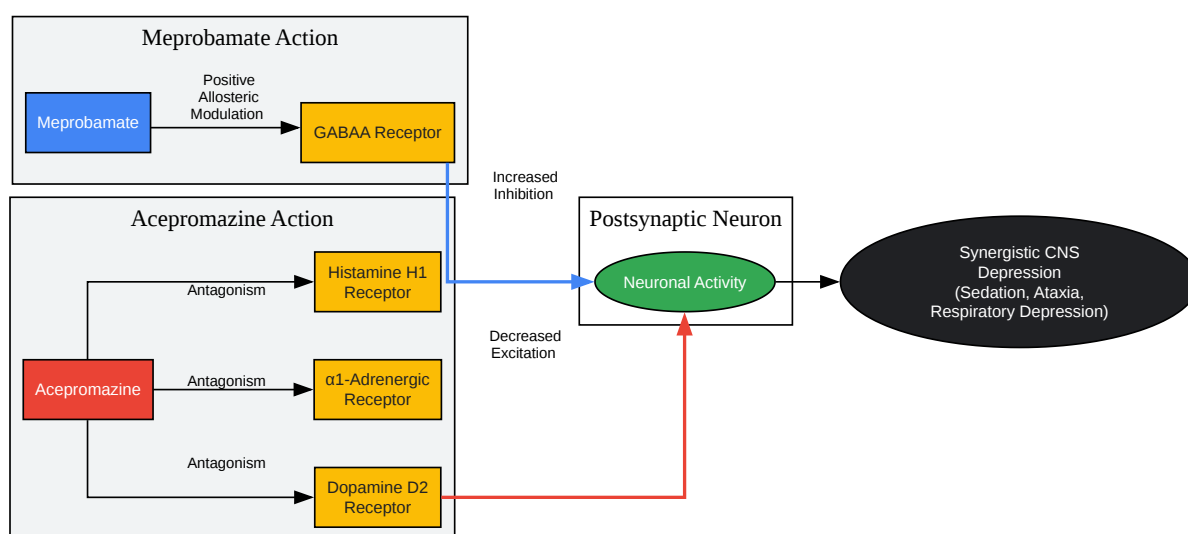 Meprobamate Action
Meprobamate
Positive
Allosteric
Modulation
GABAA Receptor
Increased
Inhibition
Acepromazine Action
Acepromazine
Antagonism
Histamine H1
Receptor
Antagonism
α1-Adrenergic
Receptor
Antagonism
Dopamine D2
Receptor
Decreased
Excitation
Postsynaptic Neuron
Neuronal Activity
Synergistic CNS
Depression
(Sedation, Ataxia,
Respiratory Depression)